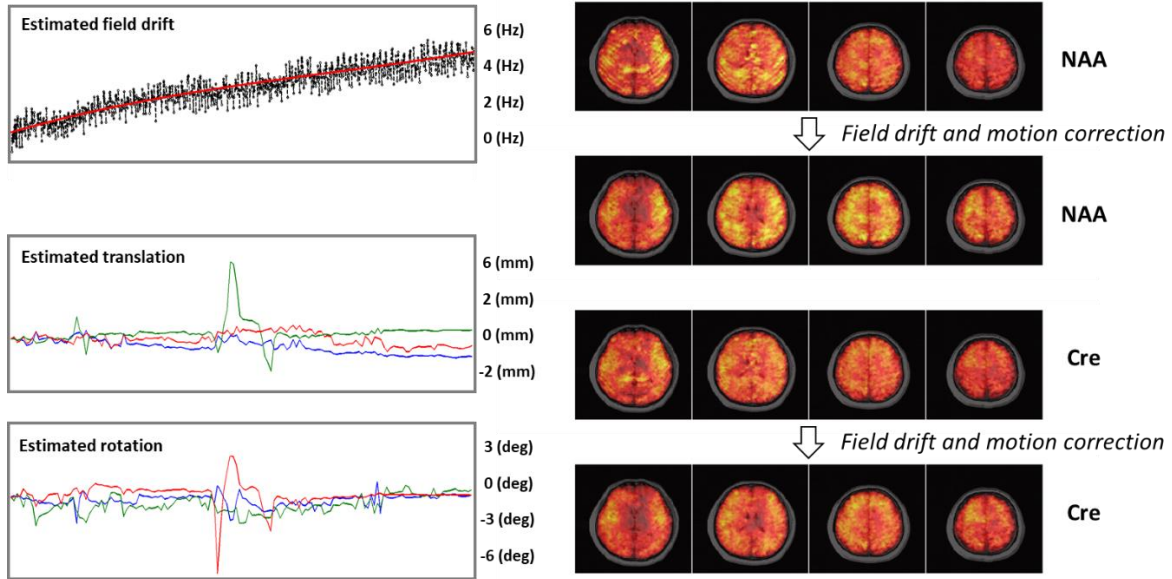 Estimated field drift
6 (Hz)
4 (Hz)
2 (Hz)
0 (Hz)
Estimated translation
6 (mm)
2 (mm)
0 (mm)
-2 (mm)
Estimated rotation
3 (deg)
0 (deg)
-3 (deg)
-6 (deg)
NAA
Field drift and motion correction
NAA
Cre
Field drift and motion correction
Cre